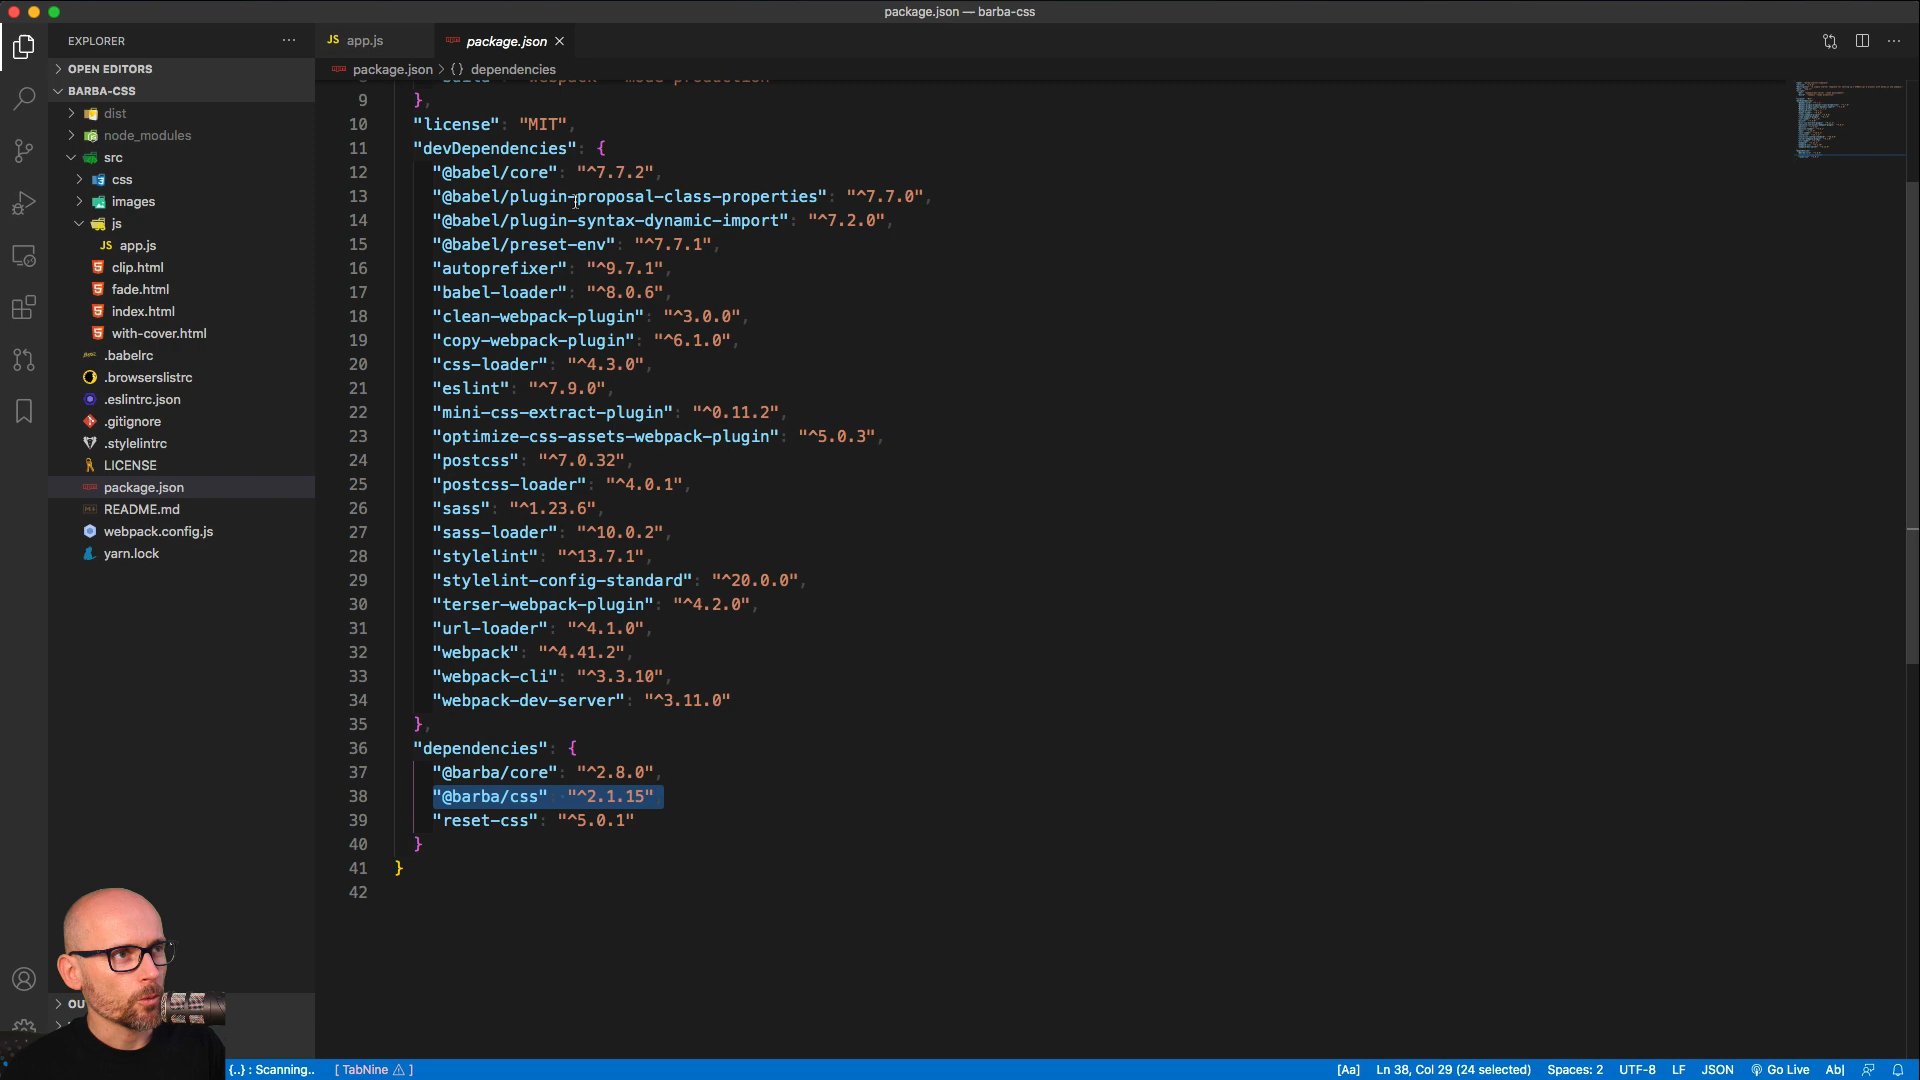 package.json — barba-css
EXPLORER
JS app.js
package.json
OPEN EDITORS
package.json > {} dependencies
BARBA-CSS
dist
node_modules
src
css
images
js
JS app.js
clip.html
fade.html
index.html
with-cover.html
.babelrc
.browserslistrc
.eslintrc.json
.gitignore
.stylelintrc
LICENSE
package.json
README.md
webpack.config.js
yarn.lock
9 },
10 "license": "MIT",
11 "devDependencies": {
12 "@babel/core": "^7.7.2",
13 "@babel/plugin-proposal-class-properties": "^7.7.0",
14 "@babel/plugin-syntax-dynamic-import": "^7.2.0",
15 "@babel/preset-env": "^7.7.1",
16 "autoprefixer": "^9.7.1",
17 "babel-loader": "^8.0.6",
18 "clean-webpack-plugin": "^3.0.0",
19 "copy-webpack-plugin": "^6.1.0",
20 "css-loader": "^4.3.0",
21 "eslint": "^7.9.0",
22 "mini-css-extract-plugin": "^0.11.2",
23 "optimize-css-assets-webpack-plugin": "^5.0.3",
24 "postcss": "^7.0.32",
25 "postcss-loader": "^4.0.1",
26 "sass": "^1.23.6",
27 "sass-loader": "^10.0.2",
28 "stylelint": "^13.7.1",
29 "stylelint-config-standard": "^20.0.0",
30 "terser-webpack-plugin": "^4.2.0",
31 "url-loader": "^4.1.0",
32 "webpack": "^4.41.2",
33 "webpack-cli": "^3.3.10",
34 "webpack-dev-server": "^3.11.0"
35 },
36 "dependencies": {
37 "@barba/core": "^2.8.0",
38 "@barba/css": "^2.1.15",
39 "reset-css": "^5.0.1"
40 }
41 }
42
OU
{..} : Scanning.. [ TabNine ⚠ ] [Aa] Ln 38, Col 29 (24 selected) Spaces: 2 UTF-8 LF JSON Go Live Ab|